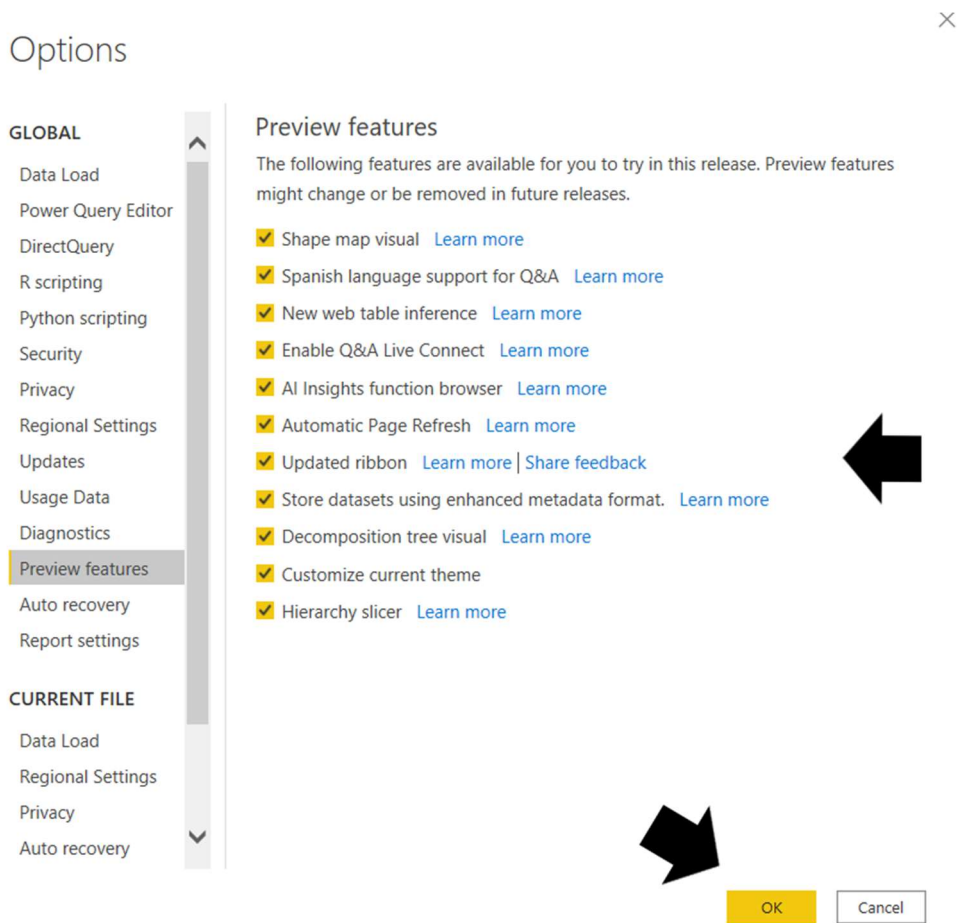 Options
GLOBAL
Data Load
Power Query Editor
DirectQuery
R scripting
Python scripting
Security
Privacy
Regional Settings
Updates
Usage Data
Diagnostics
Preview features
Auto recovery
Report settings
CURRENT FILE
Data Load
Regional Settings
Privacy
Auto recovery
Preview features
The following features are available for you to try in this release. Preview features
might change or be removed in future releases.
Shape map visual Learn more
Spanish language support for Q&A Learn more
New web table inference Learn more
Enable Q&A Live Connect Learn more
AI Insights function browser Learn more
Automatic Page Refresh Learn more
Updated ribbon Learn more | Share feedback
Store datasets using enhanced metadata format. Learn more
Decomposition tree visual Learn more
Customize current theme
Hierarchy slicer Learn more
OK Cancel